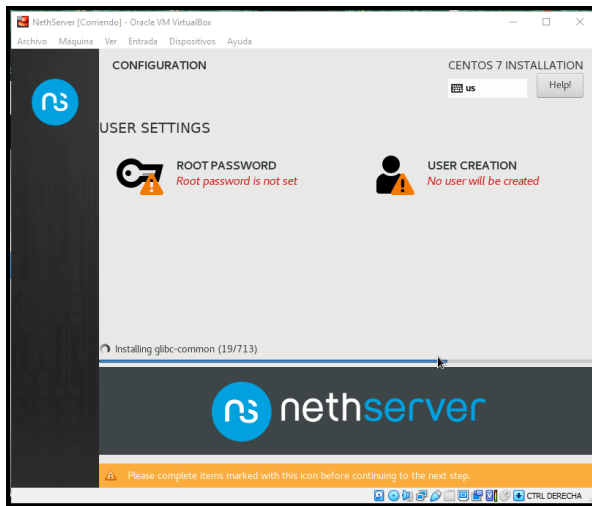 NethServer [Corriendo] - Oracle VM VirtualBox
Archivo Máquina Ver Entrada Dispositivos Ayuda
CONFIGURATION
CENTOS 7 INSTALLATION
us
Help!
ns
USER SETTINGS
ROOT PASSWORD
Root password is not set
USER CREATION
No user will be created
Installing glibc-common (19/713)
ns nethserver
Please complete items marked with this icon before continuing to the next step.
CTRL DERECHA